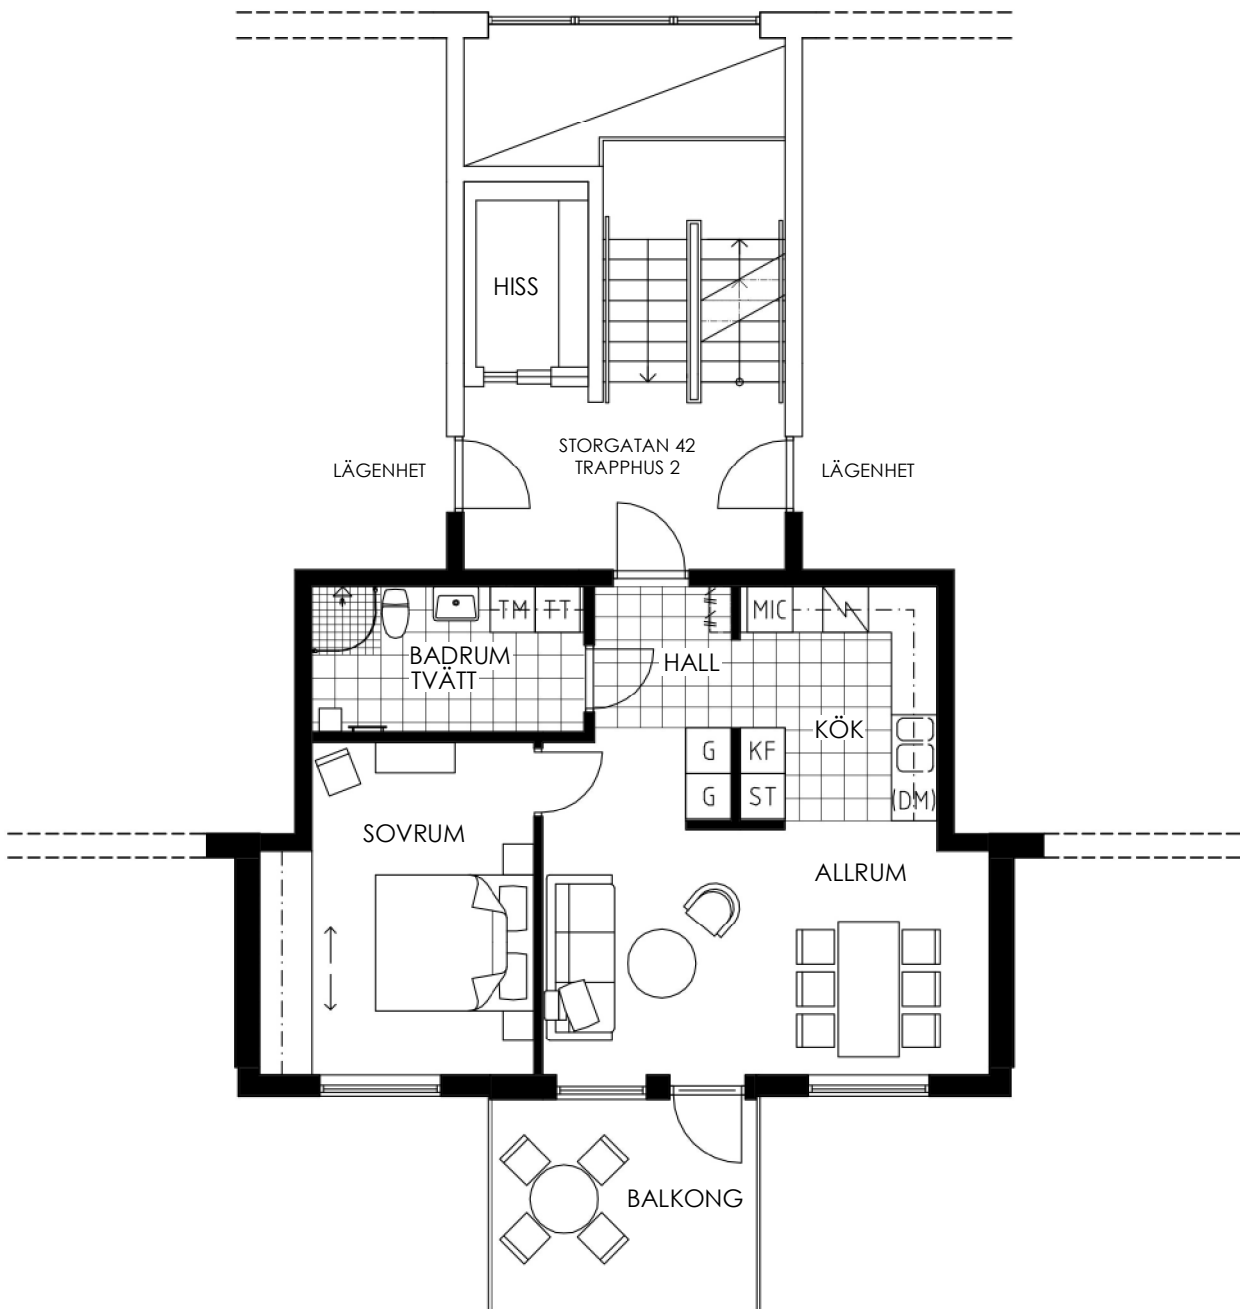 HISS
STORGATAN 42
TRAPPHUS 2
LÄGENHET
LÄGENHET
TM
TT
MIC
BADRUM
TVÄTT
HALL
KÖK
G
KF
G
ST
(DM)
SOVRUM
ALLRUM
BALKONG